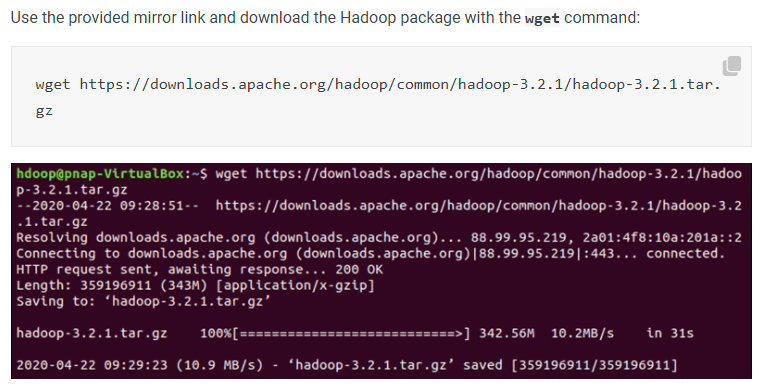 Use the provided mirror link and download the Hadoop package with the wget command:
wget https://downloads.apache.org/hadoop/common/hadoop-3.2.1/hadoop-3.2.1.tar.
gz
hdoop@pnap-VirtualBox:~$ wget https://downloads.apache.org/hadoop/common/hadoop-3.2.1/hadoo
p-3.2.1.tar.gz
--2020-04-22 09:28:51--  https://downloads.apache.org/hadoop/common/hadoop-3.2.1/hadoop-3.2
.1.tar.gz
Resolving downloads.apache.org (downloads.apache.org)... 88.99.95.219, 2a01:4f8:10a:201a::2
Connecting to downloads.apache.org (downloads.apache.org)|88.99.95.219|:443... connected.
HTTP request sent, awaiting response... 200 OK
Length: 359196911 (343M) [application/x-gzip]
Saving to: ‘hadoop-3.2.1.tar.gz’
hadoop-3.2.1.tar.gz    100%[===========================>] 342.56M  10.2MB/s    in 31s
2020-04-22 09:29:23 (10.9 MB/s) - ‘hadoop-3.2.1.tar.gz’ saved [359196911/359196911]